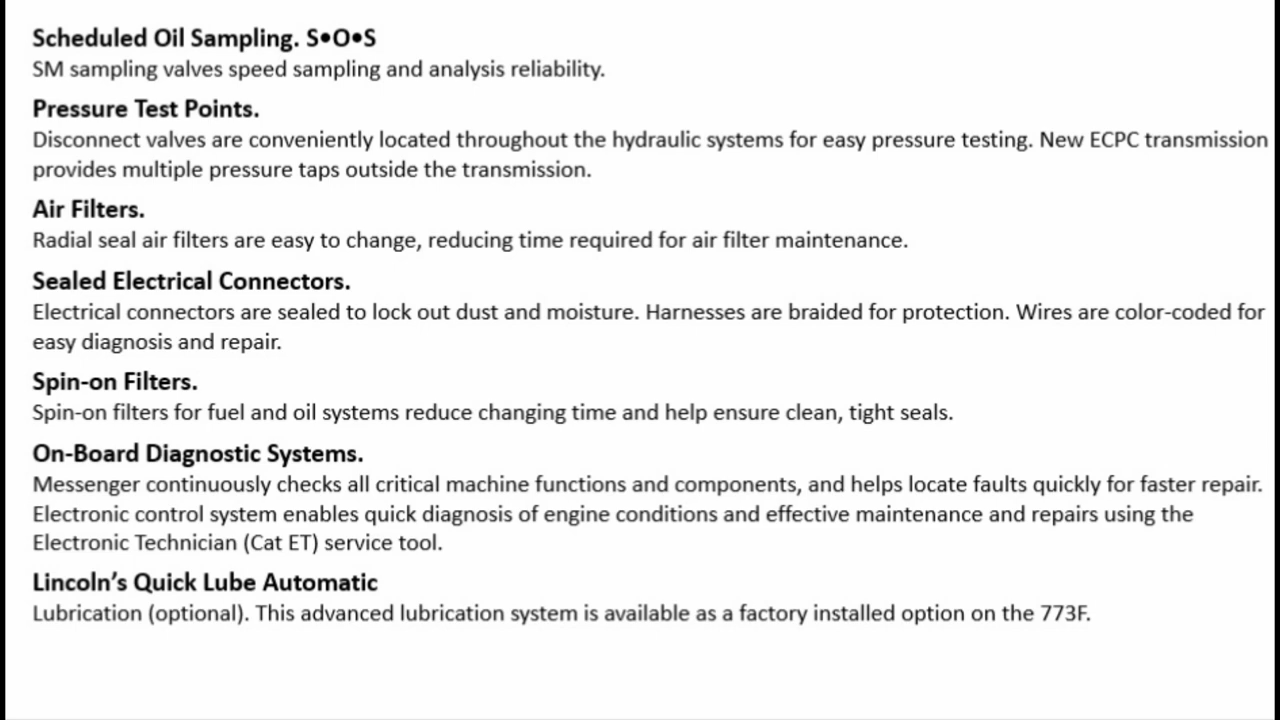 Scheduled Oil Sampling. S•O•S
SM sampling valves speed sampling and analysis reliability.
Pressure Test Points.
Disconnect valves are conveniently located throughout the hydraulic systems for easy pressure testing. New ECPC transmission
provides multiple pressure taps outside the transmission.
Air Filters.
Radial seal air filters are easy to change, reducing time required for air filter maintenance.
Sealed Electrical Connectors.
Electrical connectors are sealed to lock out dust and moisture. Harnesses are braided for protection. Wires are color-coded for
easy diagnosis and repair.
Spin-on Filters.
Spin-on filters for fuel and oil systems reduce changing time and help ensure clean, tight seals.
On-Board Diagnostic Systems.
Messenger continuously checks all critical machine functions and components, and helps locate faults quickly for faster repair.
Electronic control system enables quick diagnosis of engine conditions and effective maintenance and repairs using the
Electronic Technician (Cat ET) service tool.
Lincoln’s Quick Lube Automatic
Lubrication (optional). This advanced lubrication system is available as a factory installed option on the 773F.